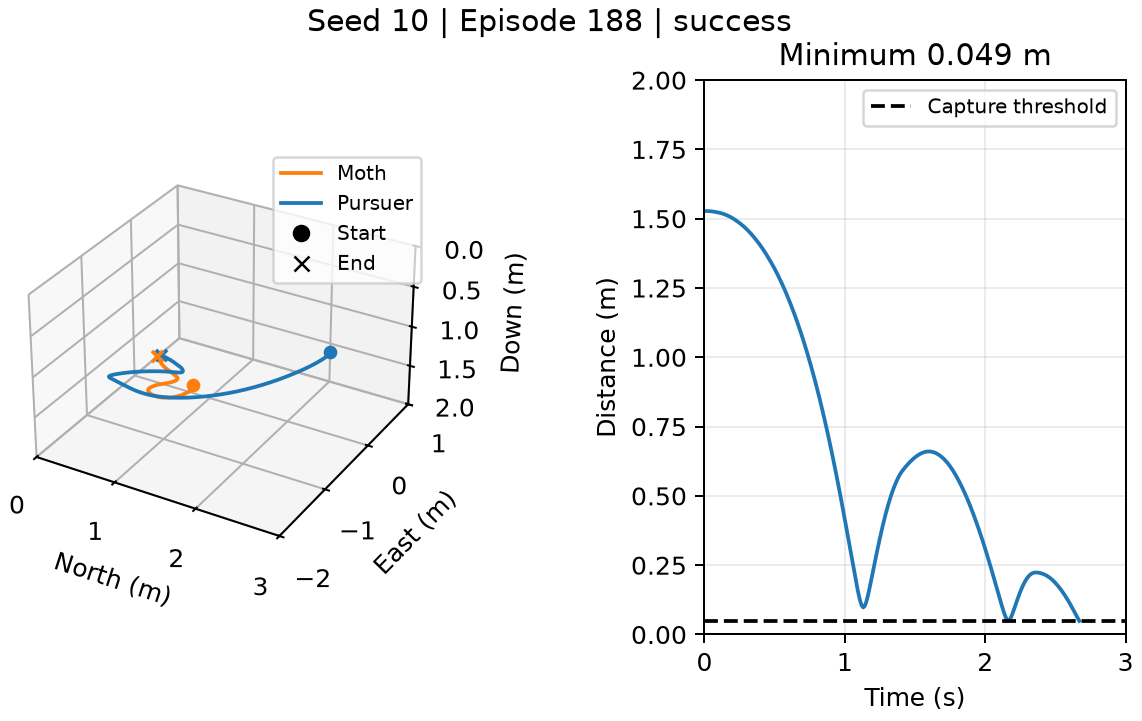 Seed 10 | Episode 188 | success
Moth
Pursuer
Start
End
0.0
0.5
1.0
1.5
2.0
Down (m)
1
0
−1
−2
East (m)
0
1
2
3
North (m)
Minimum 0.049 m
Capture threshold
2.00
1.75
1.50
1.25
1.00
0.75
0.50
0.25
0.00
Distance (m)
0
1
2
3
Time (s)